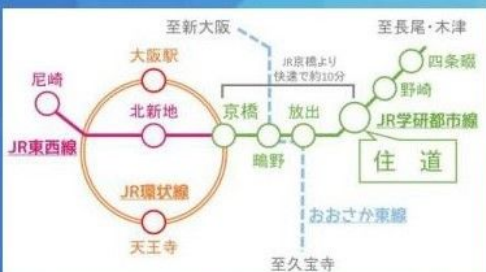 至新大阪
至長尾・木津
大阪駅
JR京橋より
快速で約10分
四条畷
尼崎
野崎
北新地
京橋
放出
JR学研都市線
JR東西線
鴫野
住 道
JR環状線
おおさか東線
天王寺
至久宝寺